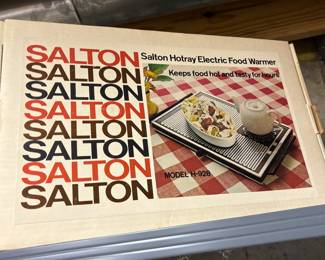 SALTON
SALTON
SALTON
SALTON
SALTON
SALTON
SALTON
SALTON
Salton Hotray Electric Food Warmer
Keeps food hot and tasty for hours!
MODEL H-928